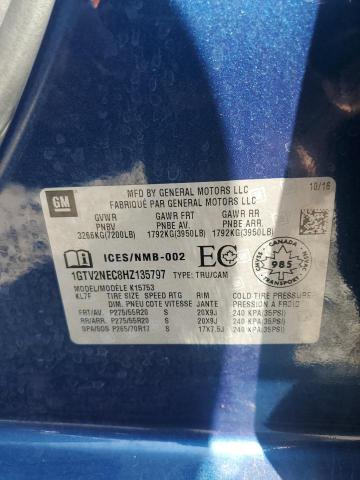 GM
MFD BY GENERAL MOTORS LLC
10/16
FABRIQUÉ PAR GENERAL MOTORS LLC
GVWR GAWR FRT GAWR RR
PNBV PNBE AVT. PNBE ARR.
3266KG(7200LB) 1792KG(3950LB) 1792KG(3950LB)
ICES/NMB-002
EC
1GTV2NEC8HZ135797 TYPE: TRU/CAM
CANADA
985
MODEL/MODÈLE K15753
KL7F TIRE SIZE SPEED RTG RIM COLD TIRE PRESSURE
DIM. PNEU COTE VITESSE JANTE PRESSION A FROID
FRT/AV. P275/55R20 S 20X9J 240 KPA(35PSI)
RR/ARR. P275/55R20 S 20X9J 240 KPA(35PSI)
SPA/SDS P265/70R17 S 17X7.5J 240 KPA(35PSI)